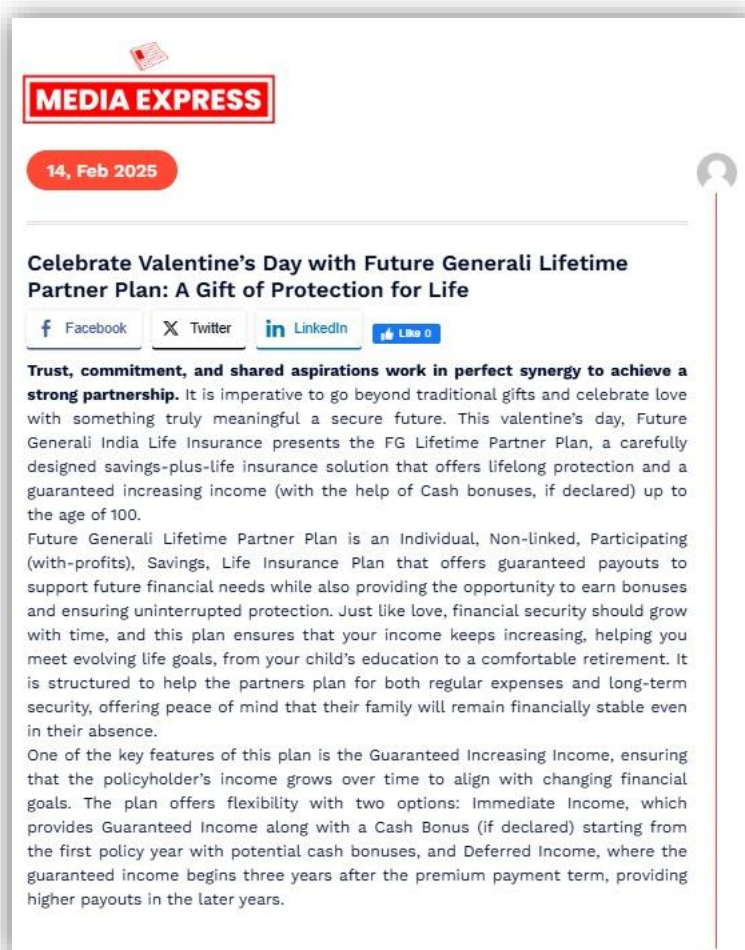 MEDIA EXPRESS
14, Feb 2025
Celebrate Valentine's Day with Future Generali Lifetime
Partner Plan: A Gift of Protection for Life
Facebook Twitter LinkedIn Like 0
Trust, commitment, and shared aspirations work in perfect synergy to achieve a
strong partnership. It is imperative to go beyond traditional gifts and celebrate love
with something truly meaningful a secure future. This valentine's day, Future
Generali India Life Insurance presents the FG Lifetime Partner Plan, a carefully
designed savings-plus-life insurance solution that offers lifelong protection and a
guaranteed increasing income (with the help of Cash bonuses, if declared) up to
the age of 100.
Future Generali Lifetime Partner Plan is an Individual, Non-linked, Participating
(with-profits), Savings, Life Insurance Plan that offers guaranteed payouts to
support future financial needs while also providing the opportunity to earn bonuses
and ensuring uninterrupted protection. Just like love, financial security should grow
with time, and this plan ensures that your income keeps increasing, helping you
meet evolving life goals, from your child's education to a comfortable retirement. It
is structured to help the partners plan for both regular expenses and long-term
security, offering peace of mind that their family will remain financially stable even
in their absence.
One of the key features of this plan is the Guaranteed Increasing Income, ensuring
that the policyholder's income grows over time to align with changing financial
goals. The plan offers flexibility with two options: Immediate Income, which
provides Guaranteed Income along with a Cash Bonus (if declared) starting from
the first policy year with potential cash bonuses, and Deferred Income, where the
guaranteed income begins three years after the premium payment term, providing
higher payouts in the later years.